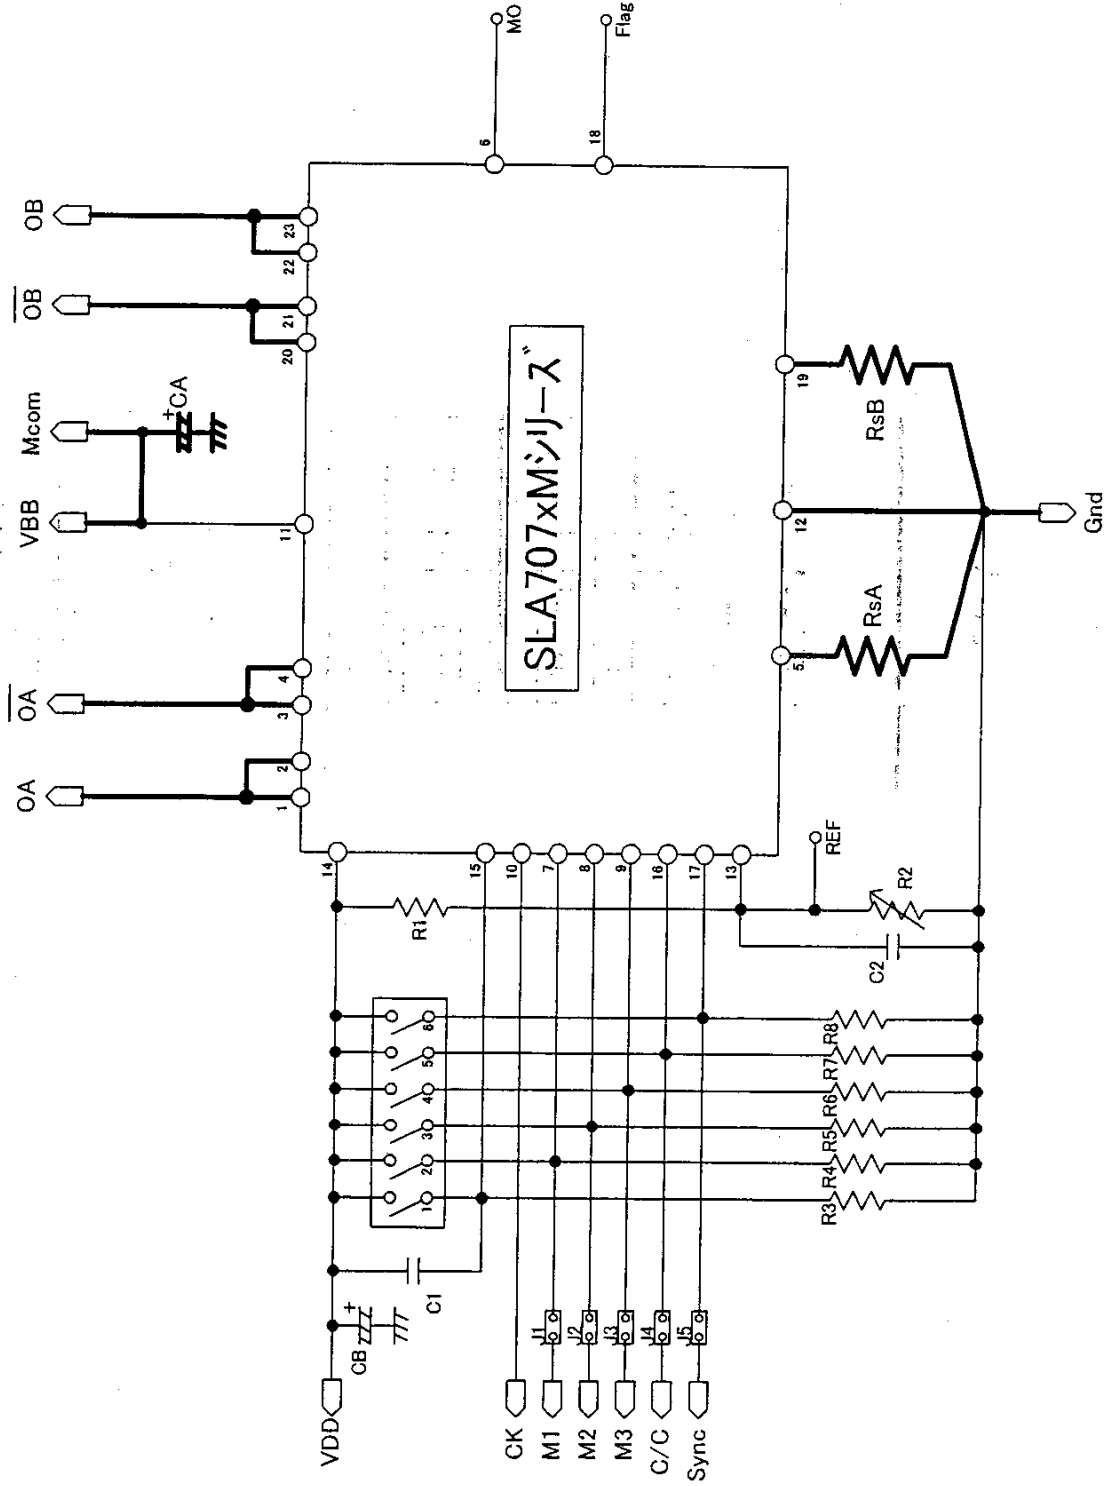 OA
OA
VBB
Mcom
OB
OB
+
CA
1
2
3
4
11
20
21
22
23
6
MO
18
Flag
SLA707xMシリーズ
14
15
10
7
8
9
16
17
13
5
12
19
RsA
RsB
Gnd
REF
R1
R2
C2
1
2
3
4
5
6
R3
R4
R5
R6
R7
R8
C1
CB
+
VDD
CK
M1
M2
M3
C/C
Sync
J1
J2
J3
J4
J5